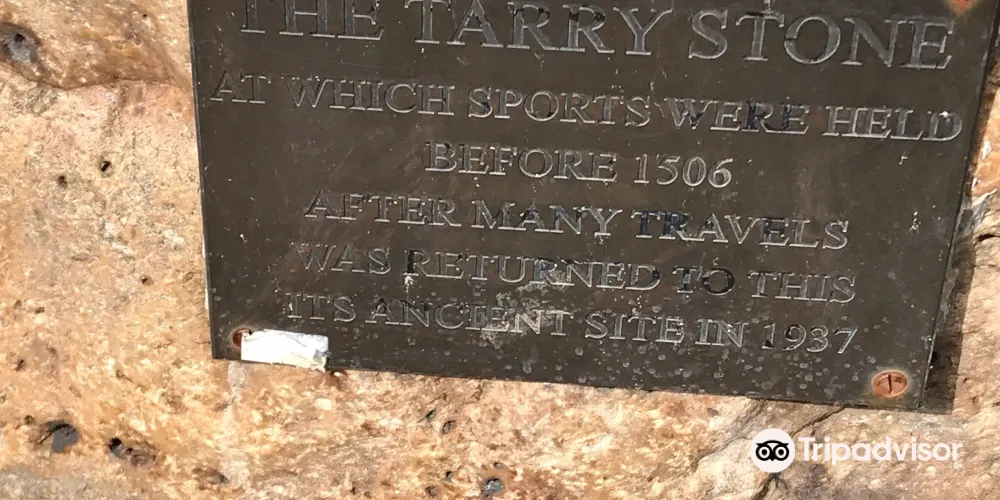 THE TARRY STONE
AT WHICH SPORTS WERE HELD
BEFORE 1506
AFTER MANY TRAVELS
WAS RETURNED TO THIS
ITS ANCIENT SITE IN 1937
Tripadvisor